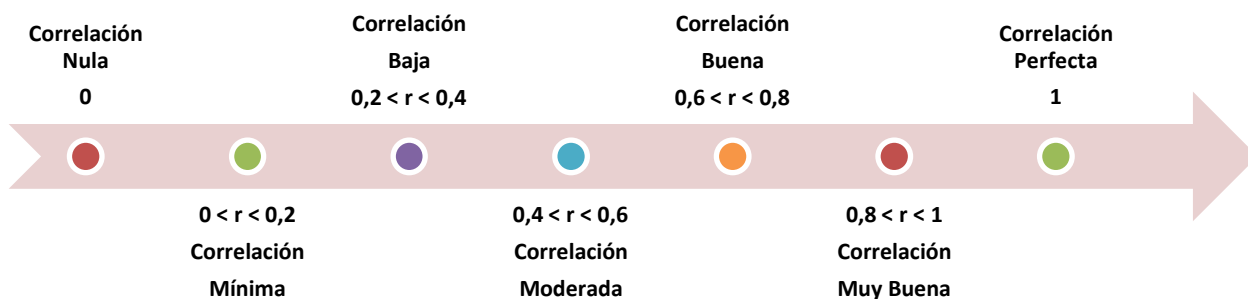 Correlación
Nula
0
0 < r < 0,2
Correlación
Mínima
Correlación
Baja
0,2 < r < 0,4
0,4 < r < 0,6
Correlación
Moderada
Correlación
Buena
0,6 < r < 0,8
0,8 < r < 1
Correlación
Muy Buena
Correlación
Perfecta
1